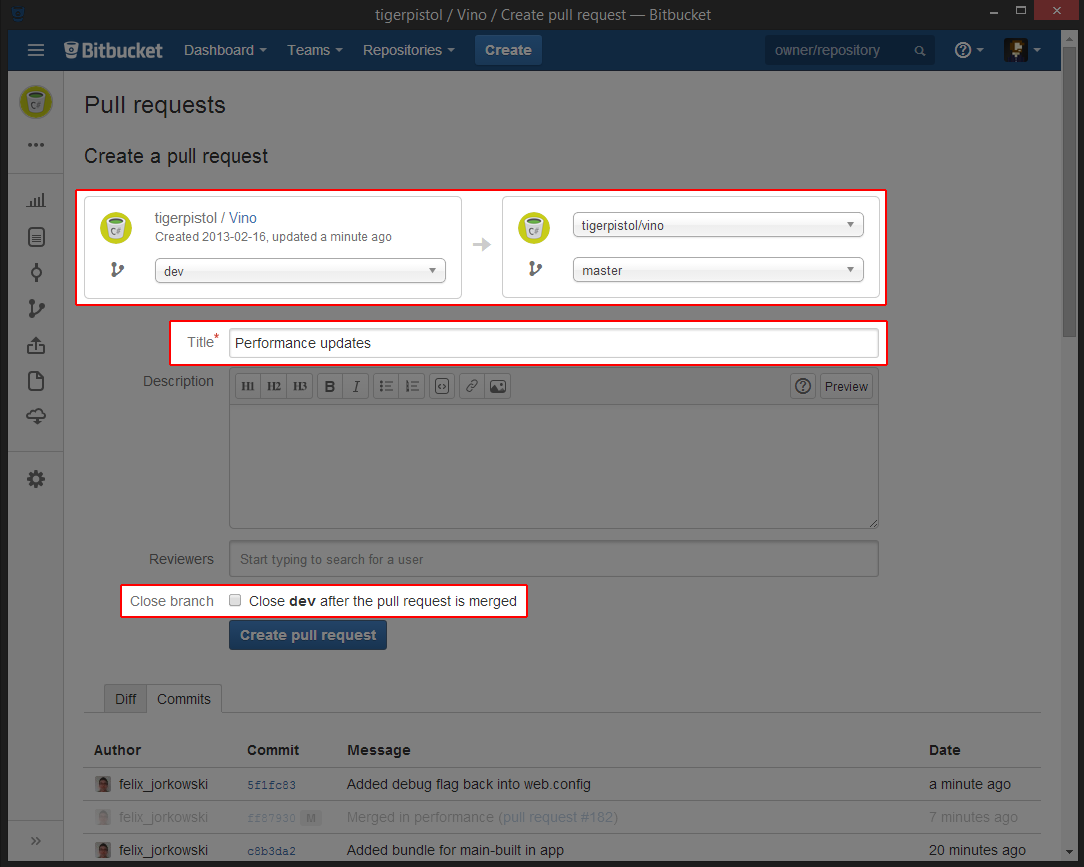 tigerpistol / Vino / Create pull request — Bitbucket
Bitbucket Dashboard Teams Repositories Create owner/repository
Pull requests
Create a pull request
tigerpistol / Vino
Created 2013-02-16, updated a minute ago
dev
tigerpistol/vino
master
Title* Performance updates
Description H1 H2 H3 B I Preview
Reviewers Start typing to search for a user
Close branch Close dev after the pull request is merged
Create pull request
Diff Commits
Author Commit Message Date
felix_jorkowski 5f1fc83 Added debug flag back into web.config a minute ago
felix_jorkowski ff87930 M Merged in performance (pull request #182) 7 minutes ago
felix_jorkowski c8b3da2 Added bundle for main-built in app 20 minutes ago